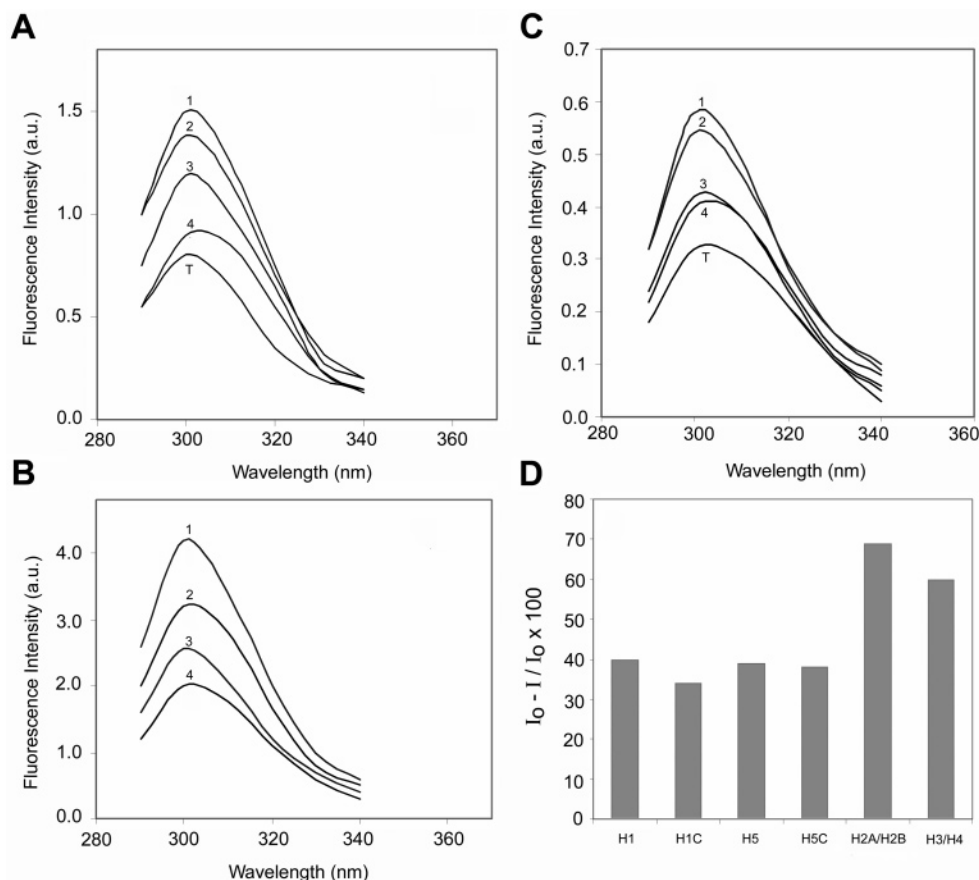 A
Fluorescence Intensity (a.u.)
1.5
1.0
0.5
0.0
1
2
3
4
T
280 300 320 340 360
Wavelength (nm)
C
Fluorescence Intensity (a.u.)
0.7
0.6
0.5
0.4
0.3
0.2
0.1
0.0
1
2
3
4
T
280 300 320 340 360
Wavelength (nm)
B
Fluorescence Intensity (a.u.)
4.0
3.0
2.0
1.0
0.0
1
2
3
4
280 300 320 340 360
Wavelength (nm)
D
IO - I / IO x 100
80
70
60
50
40
30
20
10
0
H1 H1C H5 H5C H2A/H2B H3/H4